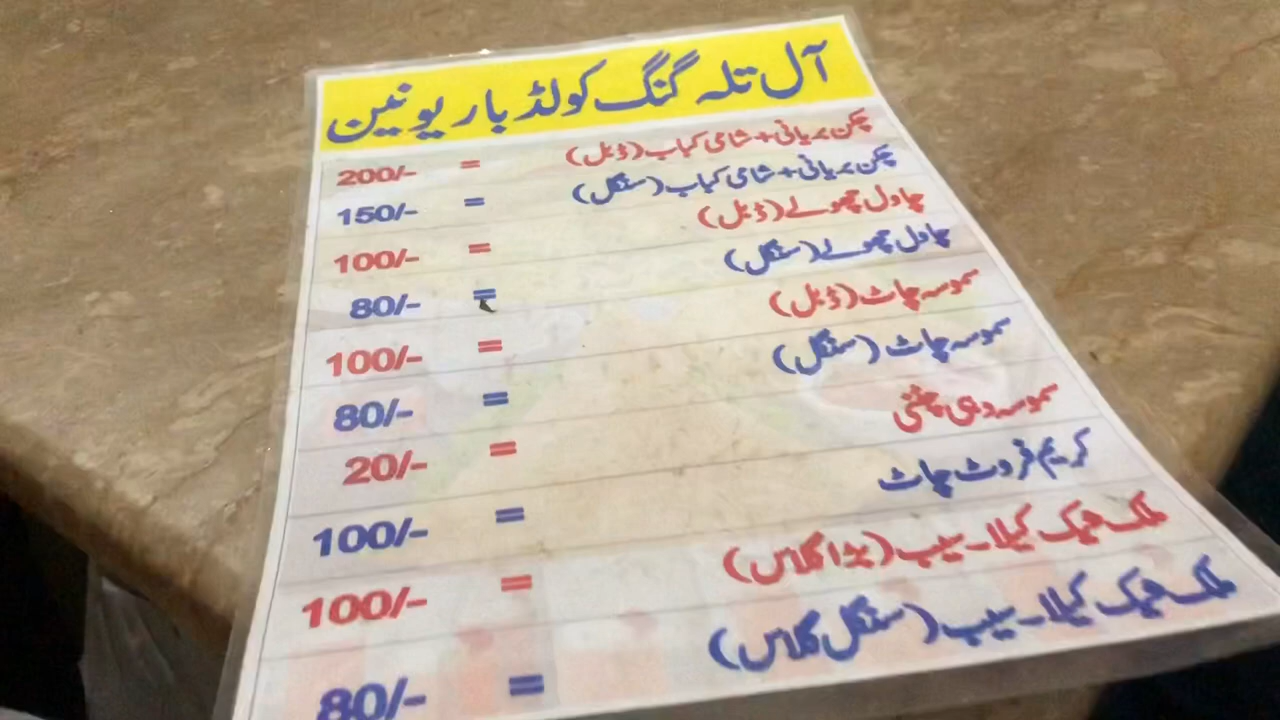 آل تلہ گنگ کولڈ بار یونین
چکن بریانی + شامی کباب (ڈبل) = 200/-
چکن بریانی + شامی کباب (سنگل) = 150/-
چاول چھولے (ڈبل) = 100/-
چاول چھولے (سنگل) = 80/-
سموسہ چاٹ (ڈبل) = 100/-
سموسہ چاٹ (سنگل) = 80/-
سموسہ دہی چٹنی = 20/-
کریم فروٹ چاٹ = 100/-
ملک شیک کیلا۔سیب (بڑا گلاس) = 100/-
ملک شیک کیلا۔سیب (سنگل گلاس) = 80/-